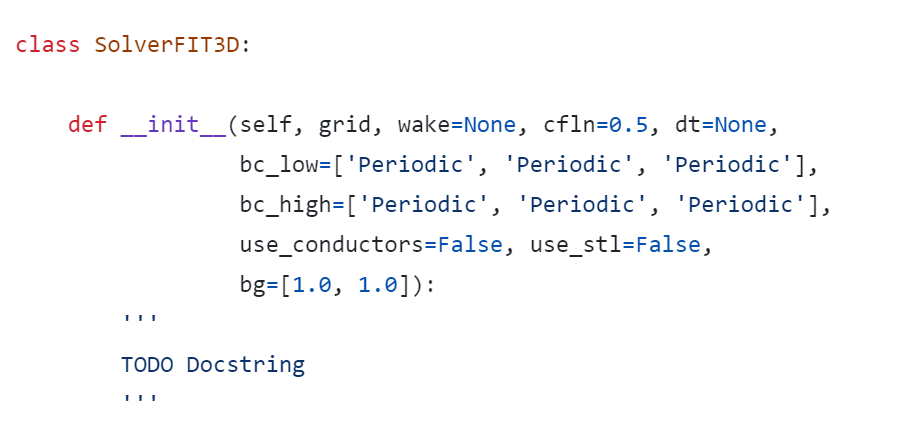 class SolverFIT3D:
def __init__(self, grid, wake=None, cfln=0.5, dt=None,
bc_low=['Periodic', 'Periodic', 'Periodic'],
bc_high=['Periodic', 'Periodic', 'Periodic'],
use_conductors=False, use_stl=False,
bg=[1.0, 1.0]):
'''
TODO Docstring
'''